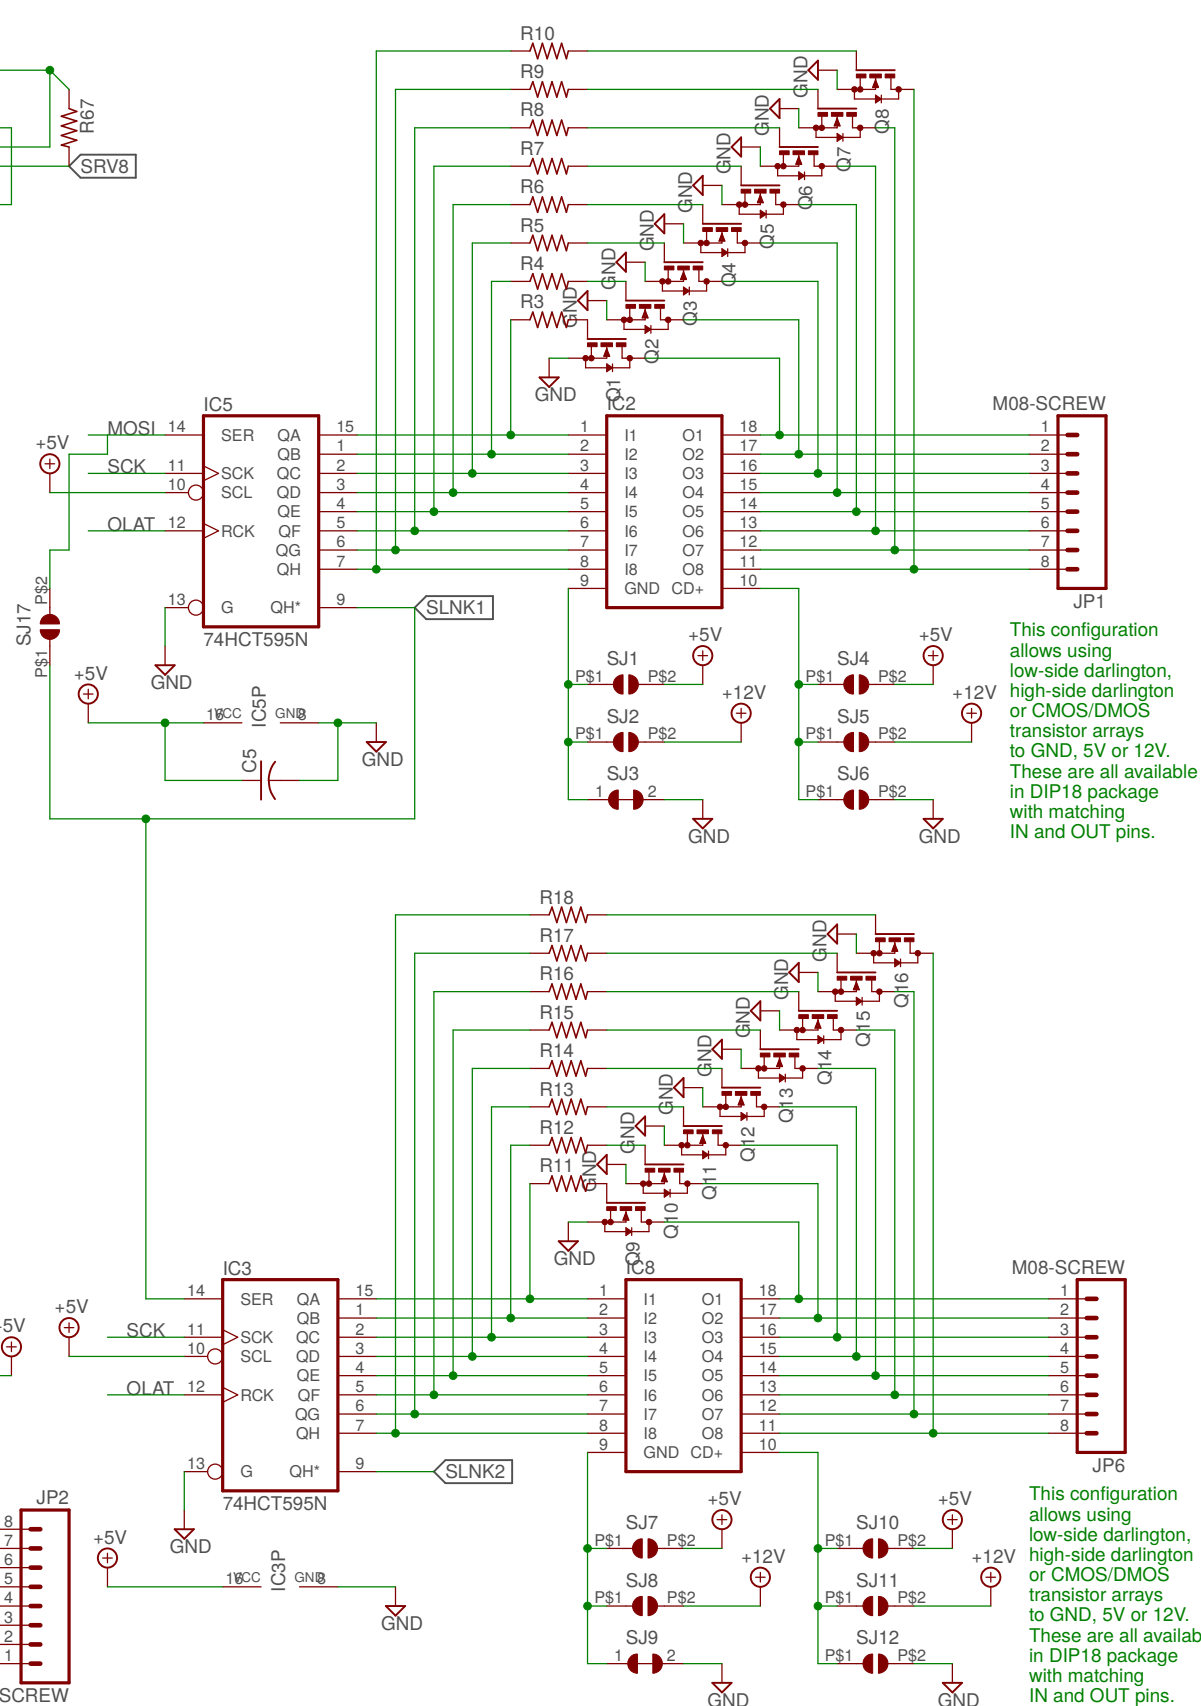 R10
R9
R8
R7
R6
R5
R4
R3
R67
SRV8
GND
Q8
GND
Q7
GND
Q6
GND
Q5
GND
Q4
GND
Q3
GND
Q2
GND
Q1
IC5
MOSI 14 SER QA 15
+5V
QB 1
SCK 11 SCK QC 2
10 SCL QD 3
QE 4
OLAT 12 RCK QF 5
QG 6
QH 7
13 G QH* 9
74HCT595N
SLNK1
GND
IC2
1 I1 O1 18
2 I2 O2 17
3 I3 O3 16
4 I4 O4 15
5 I5 O5 14
6 I6 O6 13
7 I7 O7 12
8 I8 O8 11
9 GND CD+ 10
M08-SCREW
1
2
3
4
5
6
7
8
JP1
SJ17
P$2
P$1
+5V
16 VCC IC5P GND 8
GND
C5
SJ1 +5V
P$1 P$2
SJ2 +12V
P$1 P$2
SJ3
1 2
GND
SJ4 +5V
P$1 P$2
SJ5 +12V
P$1 P$2
SJ6
P$1 P$2
GND
This configuration
allows using
low-side darlington,
high-side darlington
or CMOS/DMOS
transistor arrays
to GND, 5V or 12V.
These are all available
in DIP18 package
with matching
IN and OUT pins.
R18
R17
R16
R15
R14
R13
R12
R11
GND
Q16
GND
Q15
GND
Q14
GND
Q13
GND
Q12
GND
Q11
GND
Q10
GND
Q9
IC3
14 SER QA 15
+5V
QB 1
SCK 11 SCK QC 2
10 SCL QD 3
QE 4
OLAT 12 RCK QF 5
QG 6
QH 7
13 G QH* 9
74HCT595N
SLNK2
GND
IC8
1 I1 O1 18
2 I2 O2 17
3 I3 O3 16
4 I4 O4 15
5 I5 O5 14
6 I6 O6 13
7 I7 O7 12
8 I8 O8 11
9 GND CD+ 10
M08-SCREW
1
2
3
4
5
6
7
8
JP6
5V
JP2
8
7
6
5
4
3
2
1
SCREW
+5V
16 VCC IC3P GND 8
GND
SJ7 +5V
P$1 P$2
SJ8 +12V
P$1 P$2
SJ9
1 2
GND
SJ10 +5V
P$1 P$2
SJ11 +12V
P$1 P$2
SJ12
P$1 P$2
GND
This configuration
allows using
low-side darlington,
high-side darlington
or CMOS/DMOS
transistor arrays
to GND, 5V or 12V.
These are all availab
in DIP18 package
with matching
IN and OUT pins.